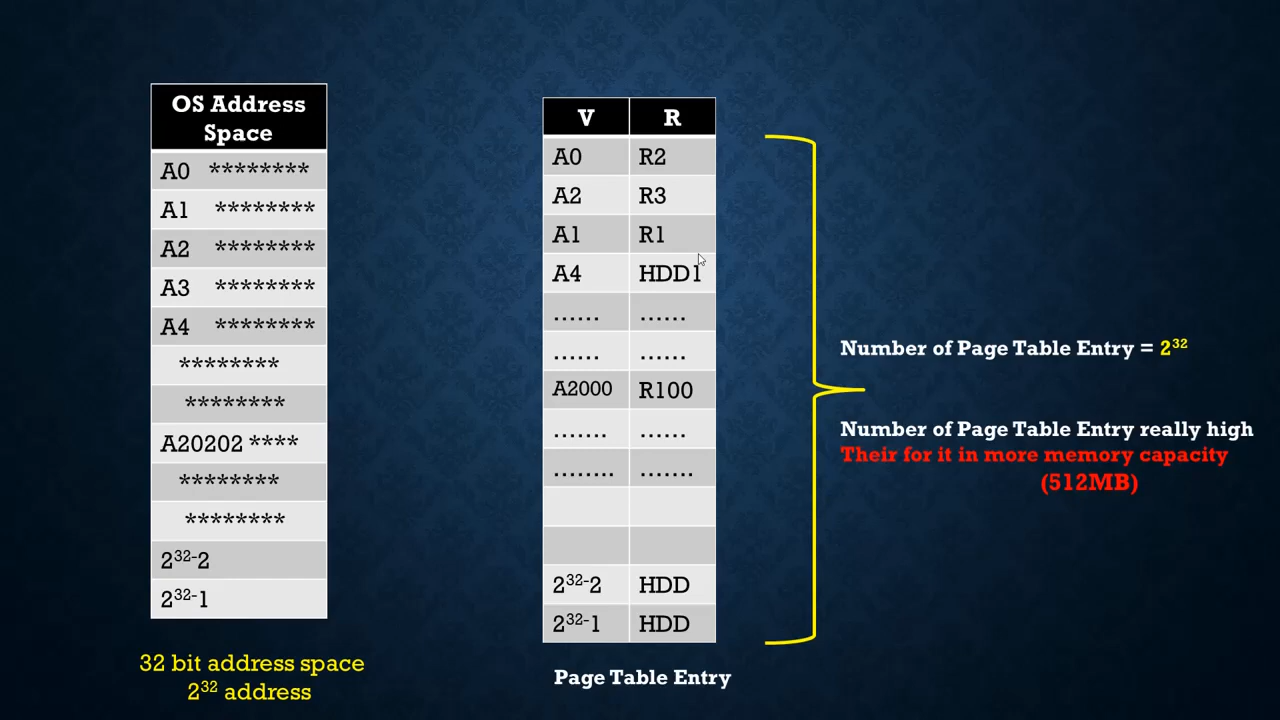 OS Address
Space
A0 ********
A1 ********
A2 ********
A3 ********
A4 ********
********
********
A20202 ****
********
********
2³²⁻2
2³²⁻1
32 bit address space
2³² address
V R
A0 R2
A2 R3
A1 R1
A4 HDD1
...... ......
...... ......
A2000 R100
....... ......
........ .......
2³²⁻2 HDD
2³²⁻1 HDD
Page Table Entry
Number of Page Table Entry = 2³²
Number of Page Table Entry really high
Their for it in more memory capacity
(512MB)